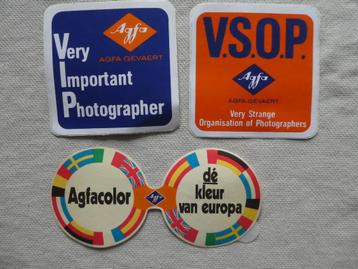 Agfa
AGFA-GEVAERT
Very
Important
Photographer
V.S.O.P.
Agfa
AGFA-GEVAERT
Very Strange
Organisation of Photographers
Agfacolor
Agfa
dé
kleur
van europa